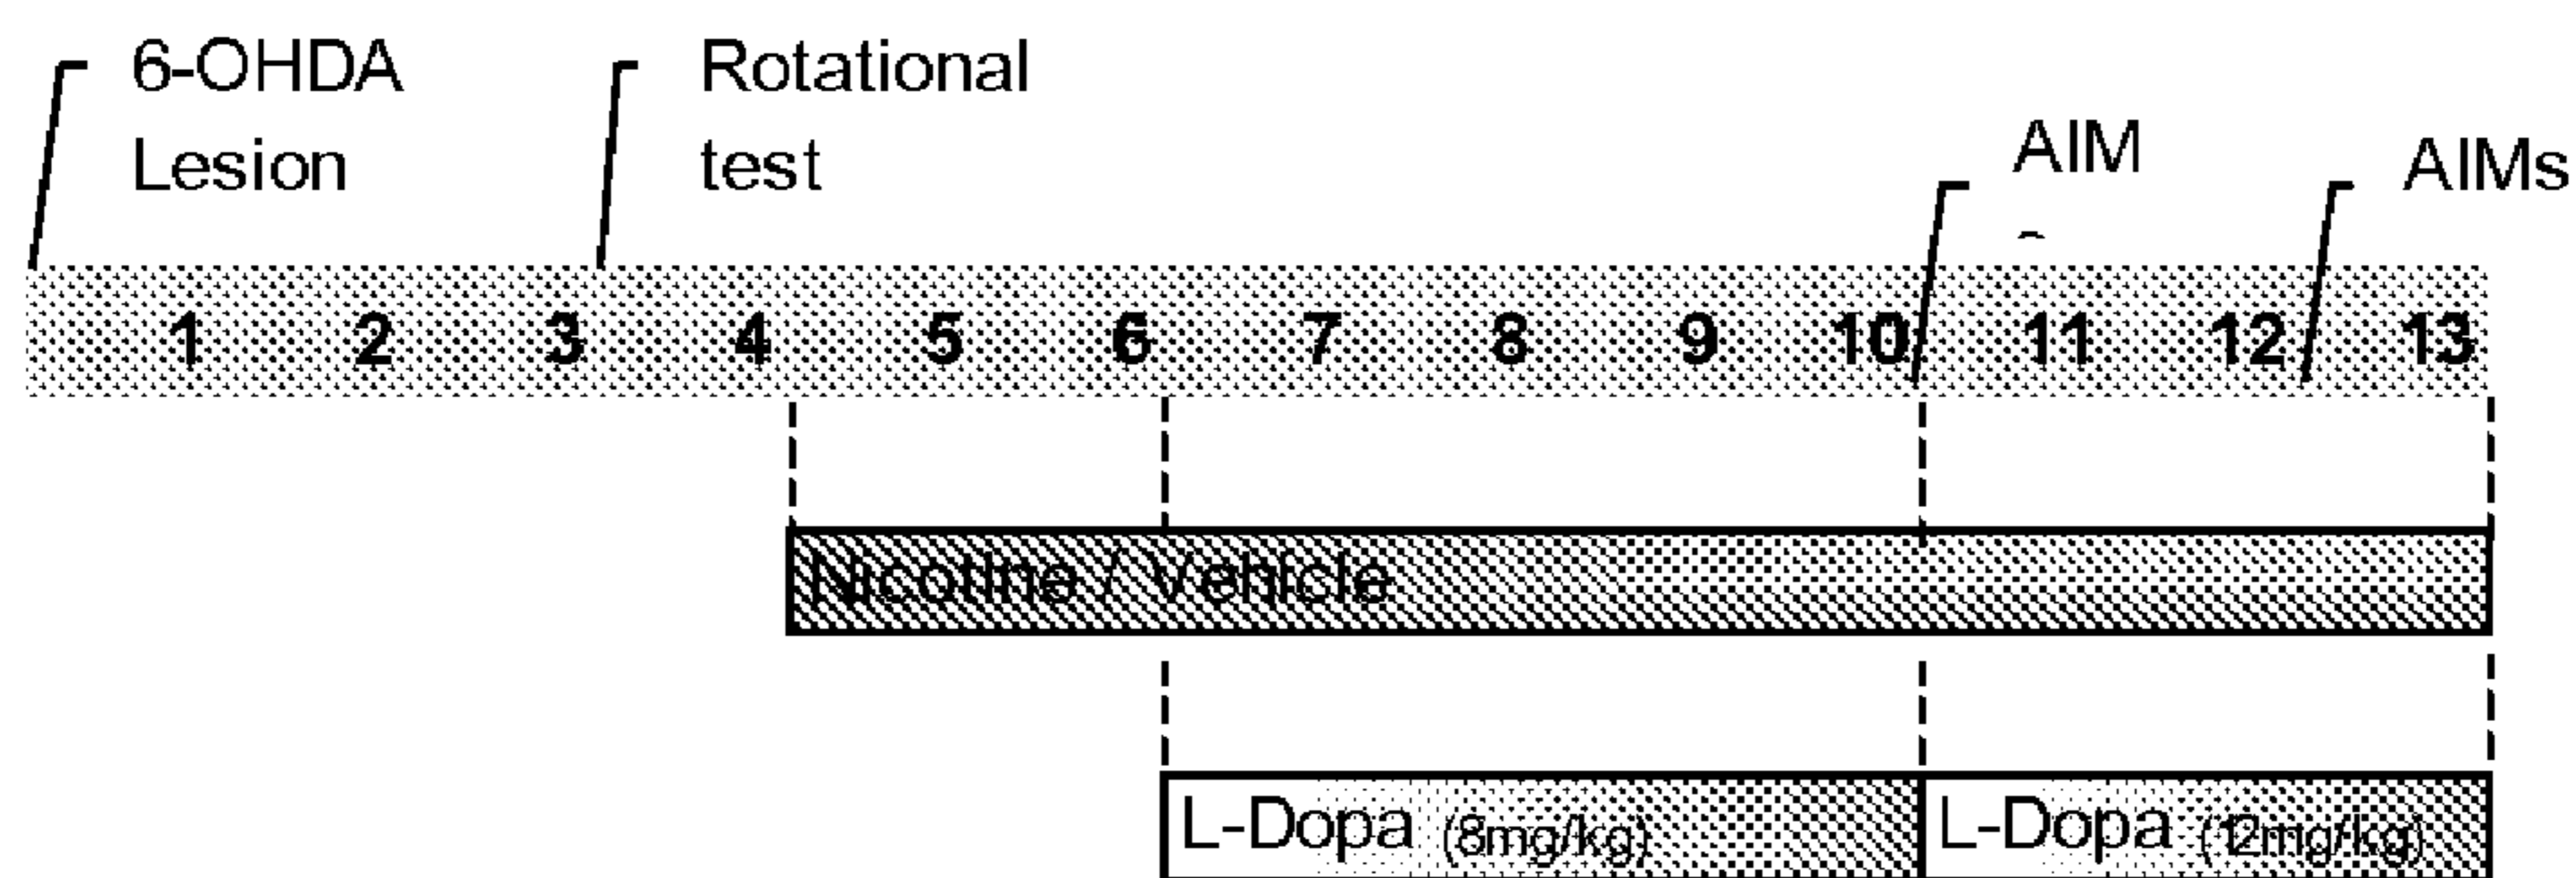 6-OHDA
Lesion
Rotational
test
AIM
AIMs
1 2 3 4 5 6 7 8 9 10 11 12 13
Nicotine / Vehicle
L-Dopa (8mg/kg)
L-Dopa (12mg/kg)